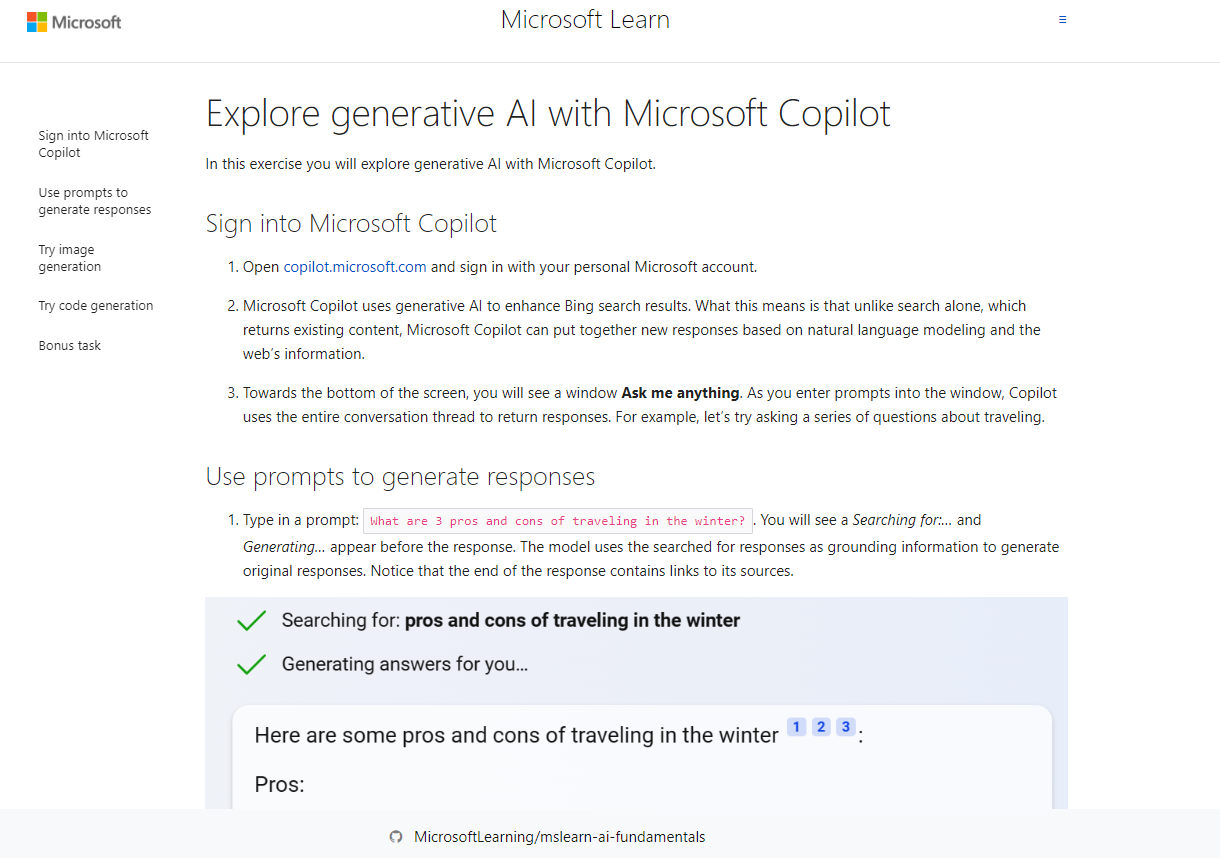 Microsoft
Microsoft Learn
Sign into Microsoft
Copilot
Use prompts to
generate responses
Try image
generation
Try code generation
Bonus task
Explore generative AI with Microsoft Copilot
In this exercise you will explore generative AI with Microsoft Copilot.
Sign into Microsoft Copilot
1. Open copilot.microsoft.com and sign in with your personal Microsoft account.
2. Microsoft Copilot uses generative AI to enhance Bing search results. What this means is that unlike search alone, which
returns existing content, Microsoft Copilot can put together new responses based on natural language modeling and the
web’s information.
3. Towards the bottom of the screen, you will see a window Ask me anything. As you enter prompts into the window, Copilot
uses the entire conversation thread to return responses. For example, let’s try asking a series of questions about traveling.
Use prompts to generate responses
1. Type in a prompt: What are 3 pros and cons of traveling in the winter?. You will see a Searching for:... and
Generating... appear before the response. The model uses the searched for responses as grounding information to generate
original responses. Notice that the end of the response contains links to its sources.
Searching for: pros and cons of traveling in the winter
Generating answers for you...
Here are some pros and cons of traveling in the winter 1 2 3 :
Pros:
MicrosoftLearning/mslearn-ai-fundamentals